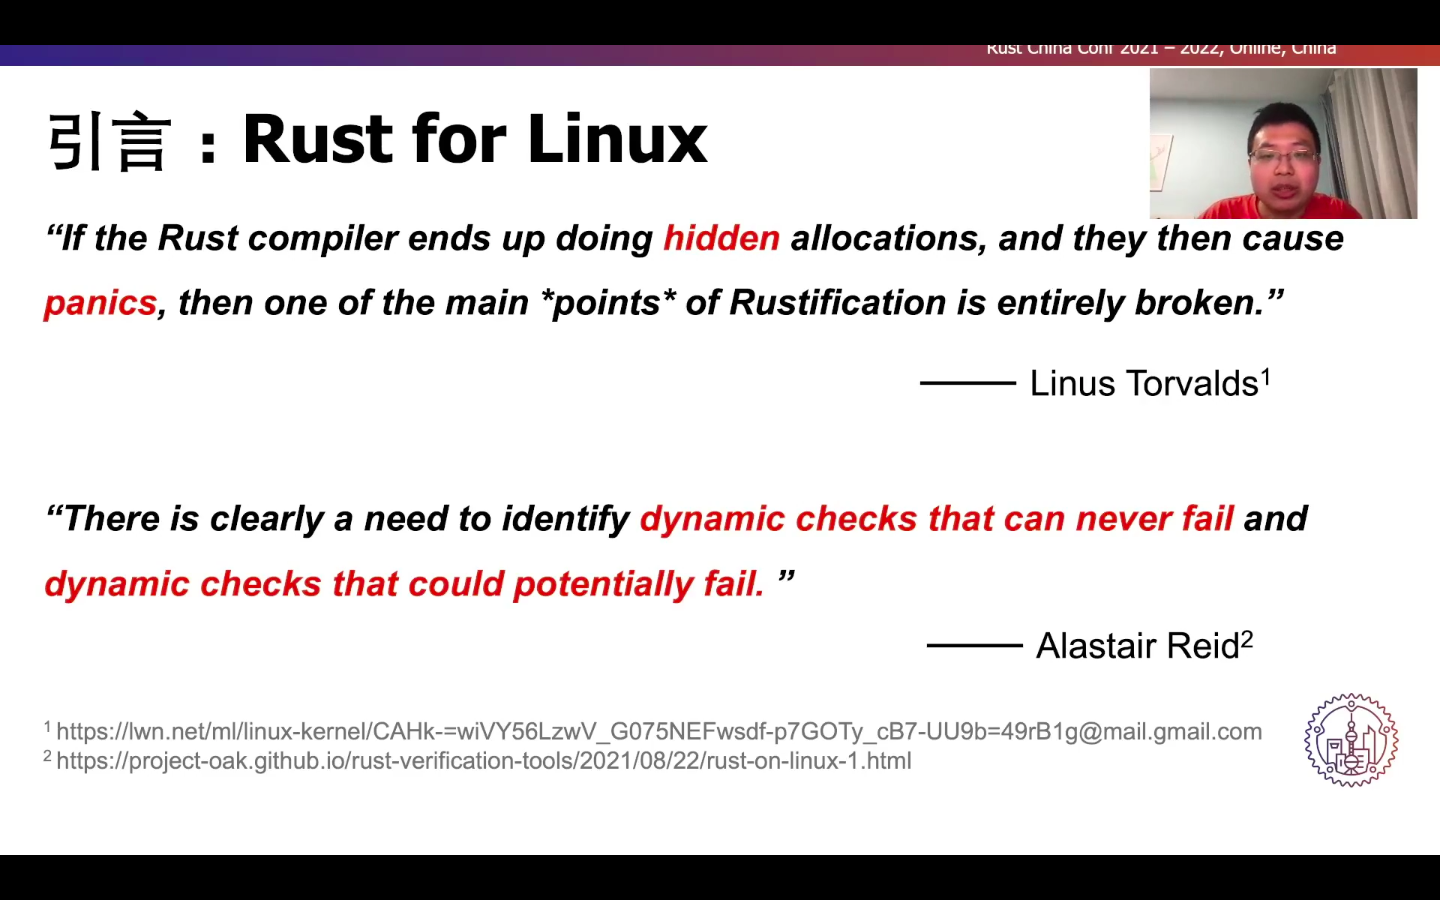 Rust China Conf 2021 – 2022, Online, China
引言：Rust for Linux
“If the Rust compiler ends up doing hidden allocations, and they then cause
panics, then one of the main *points* of Rustification is entirely broken.”
—— Linus Torvalds¹
“There is clearly a need to identify dynamic checks that can never fail and
dynamic checks that could potentially fail. ”
—— Alastair Reid²
¹ https://lwn.net/ml/linux-kernel/CAHk-=wiVY56LzwV_G075NEFwsdf-p7GOTy_cB7-UU9b=49rB1g@mail.gmail.com
² https://project-oak.github.io/rust-verification-tools/2021/08/22/rust-on-linux-1.html